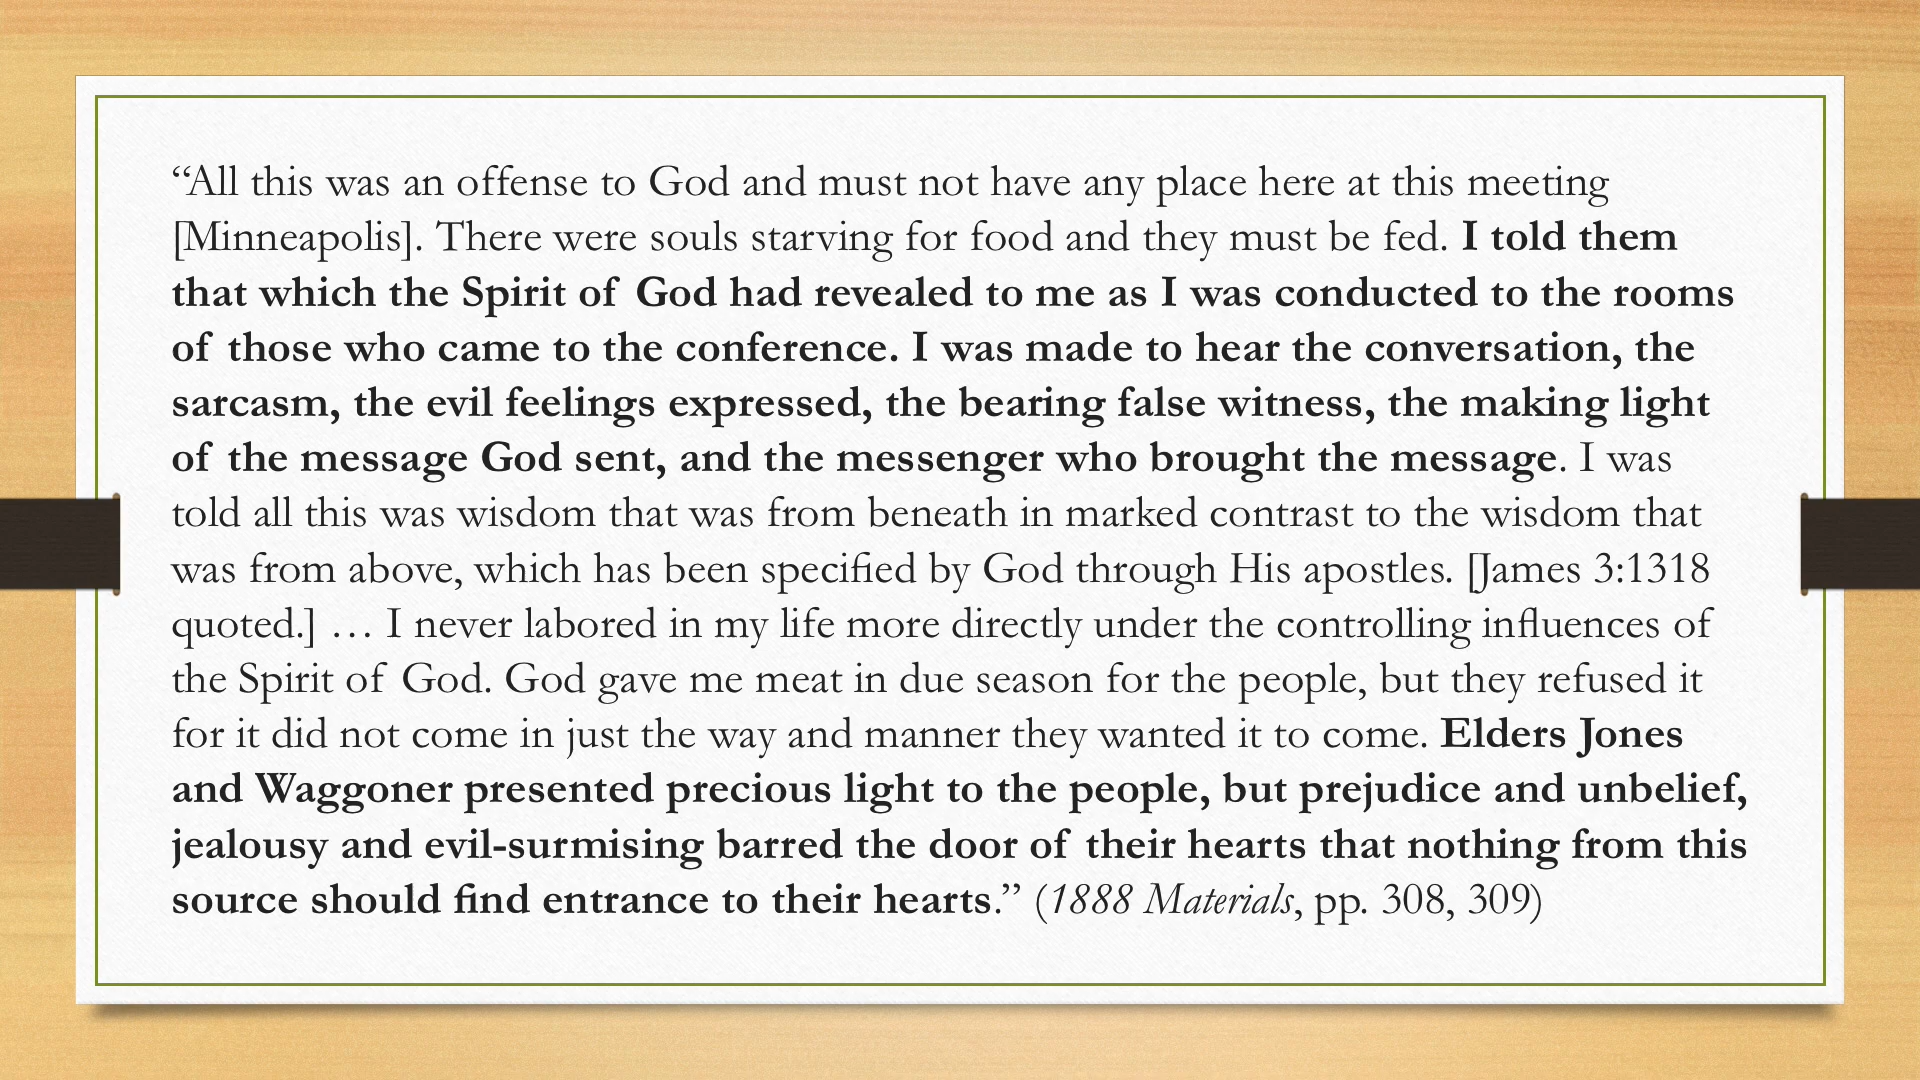 “All this was an offense to God and must not have any place here at this meeting
[Minneapolis]. There were souls starving for food and they must be fed. I told them
that which the Spirit of God had revealed to me as I was conducted to the rooms
of those who came to the conference. I was made to hear the conversation, the
sarcasm, the evil feelings expressed, the bearing false witness, the making light
of the message God sent, and the messenger who brought the message. I was
told all this was wisdom that was from beneath in marked contrast to the wisdom that
was from above, which has been specified by God through His apostles. [James 3:1318
quoted.] … I never labored in my life more directly under the controlling influences of
the Spirit of God. God gave me meat in due season for the people, but they refused it
for it did not come in just the way and manner they wanted it to come. Elders Jones
and Waggoner presented precious light to the people, but prejudice and unbelief,
jealousy and evil-surmising barred the door of their hearts that nothing from this
source should find entrance to their hearts.” (1888 Materials, pp. 308, 309)